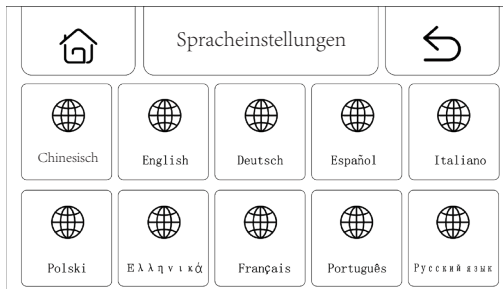 Spracheinstellungen
Chinesisch
English
Deutsch
Español
Italiano
Polski
Ελληνικά
Français
Português
Русский язык